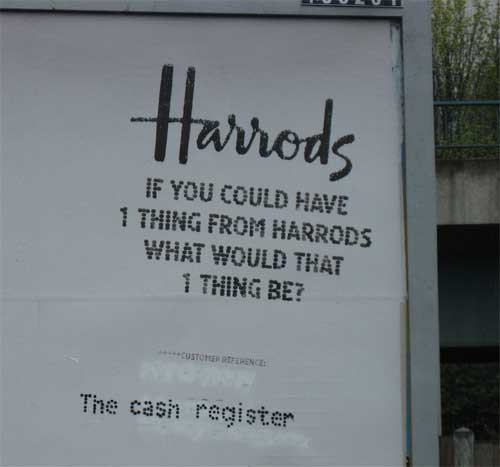 Harrods
IF YOU COULD HAVE
1 THING FROM HARRODS
WHAT WOULD THAT
1 THING BE?
*****CUSTOMER REFERENCE:
The cash register